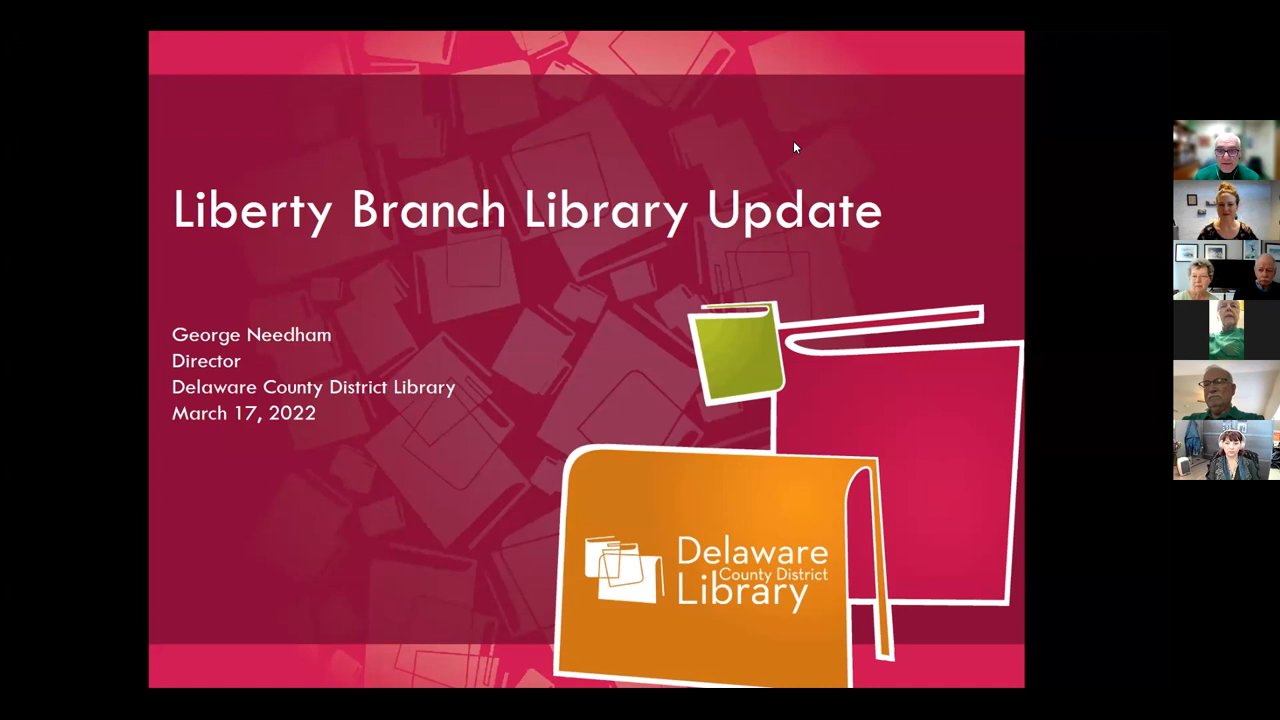 Liberty Branch Library Update
George Needham
Director
Delaware County District Library
March 17, 2022
Delaware
County District
Library